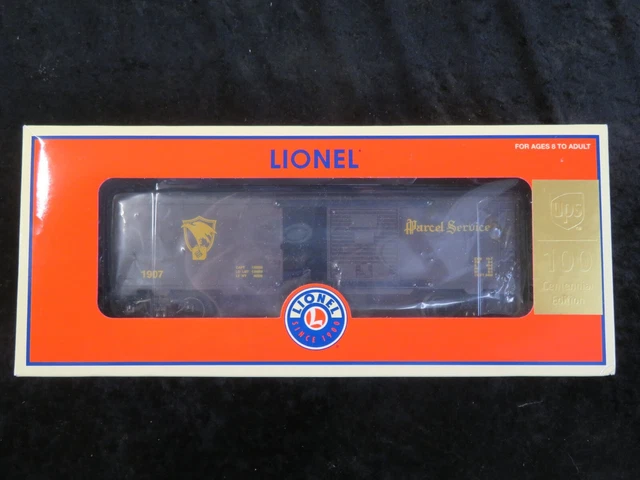 LIONEL
FOR AGES 8 TO ADULT
Parcel Service
1907
ups
100
Centennial
Edition
LIONEL
L
SINCE 1900